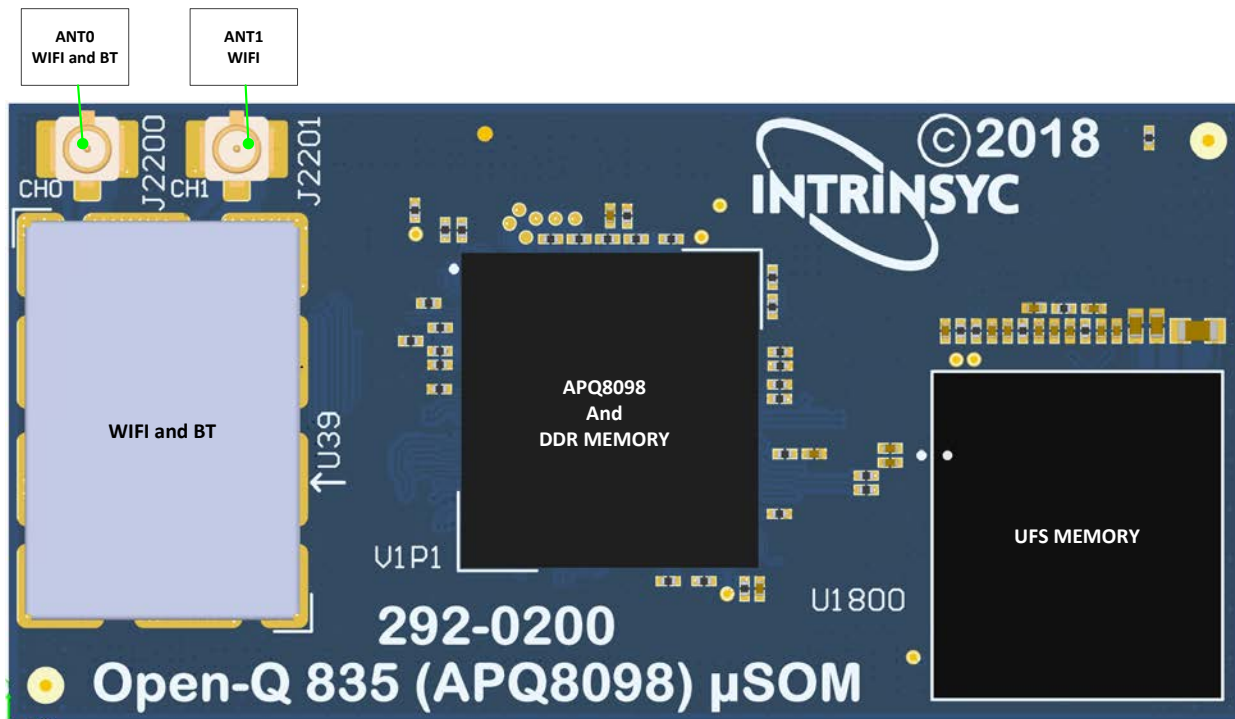 ANT0
WIFI and BT
ANT1
WIFI
CH0
J2200
CH1
J2201
©2018
INTRINSYC
WIFI and BT
U39
APQ8098
And
DDR MEMORY
UFS MEMORY
V1P1
U1800
292-0200
Open-Q 835 (APQ8098) µSOM